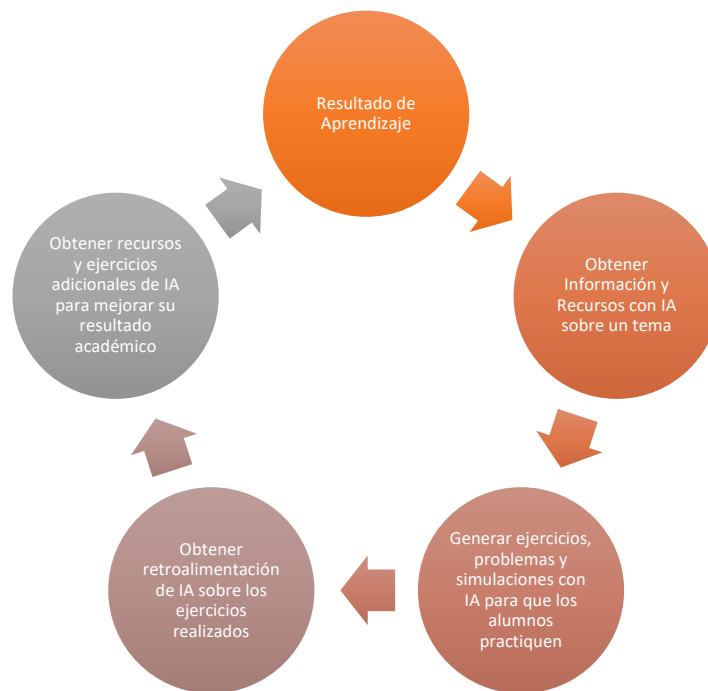 Resultado de
Aprendizaje
Obtener
Información y
Recursos con IA
sobre un tema
Generar ejercicios,
problemas y
simulaciones con
IA para que los
alumnos
practiquen
Obtener
retroalimentación
de IA sobre los
ejercicios
realizados
Obtener recursos
y ejercicios
adicionales de IA
para mejorar su
resultado
académico